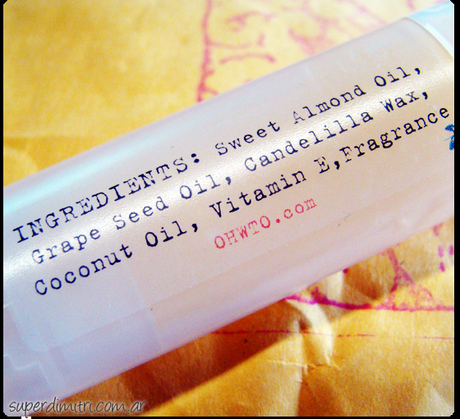 INGREDIENTS: Sweet Almond Oil,
Grape Seed Oil, Candelilla Wax,
Coconut Oil, Vitamin E,Fragrance
OHWTO.com
superdimitri.com.ar